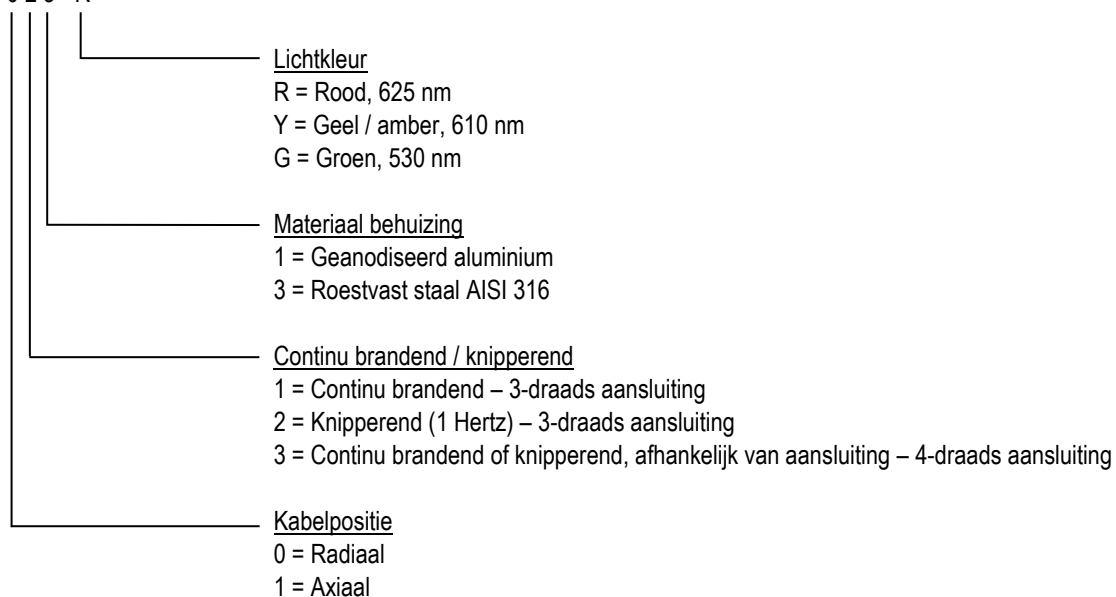 Lichtkleur
R = Rood, 625 nm
Y = Geel / amber, 610 nm
G = Groen, 530 nm
Materiaal behuizing
1 = Geanodiseerd aluminium
3 = Roestvast staal AISI 316
Continu brandend / knipperend
1 = Continu brandend – 3-draads aansluiting
2 = Knipperend (1 Hertz) – 3-draads aansluiting
3 = Continu brandend of knipperend, afhankelijk van aansluiting – 4-draads aansluiting
Kabelpositie
0 = Radiaal
1 = Axiaal